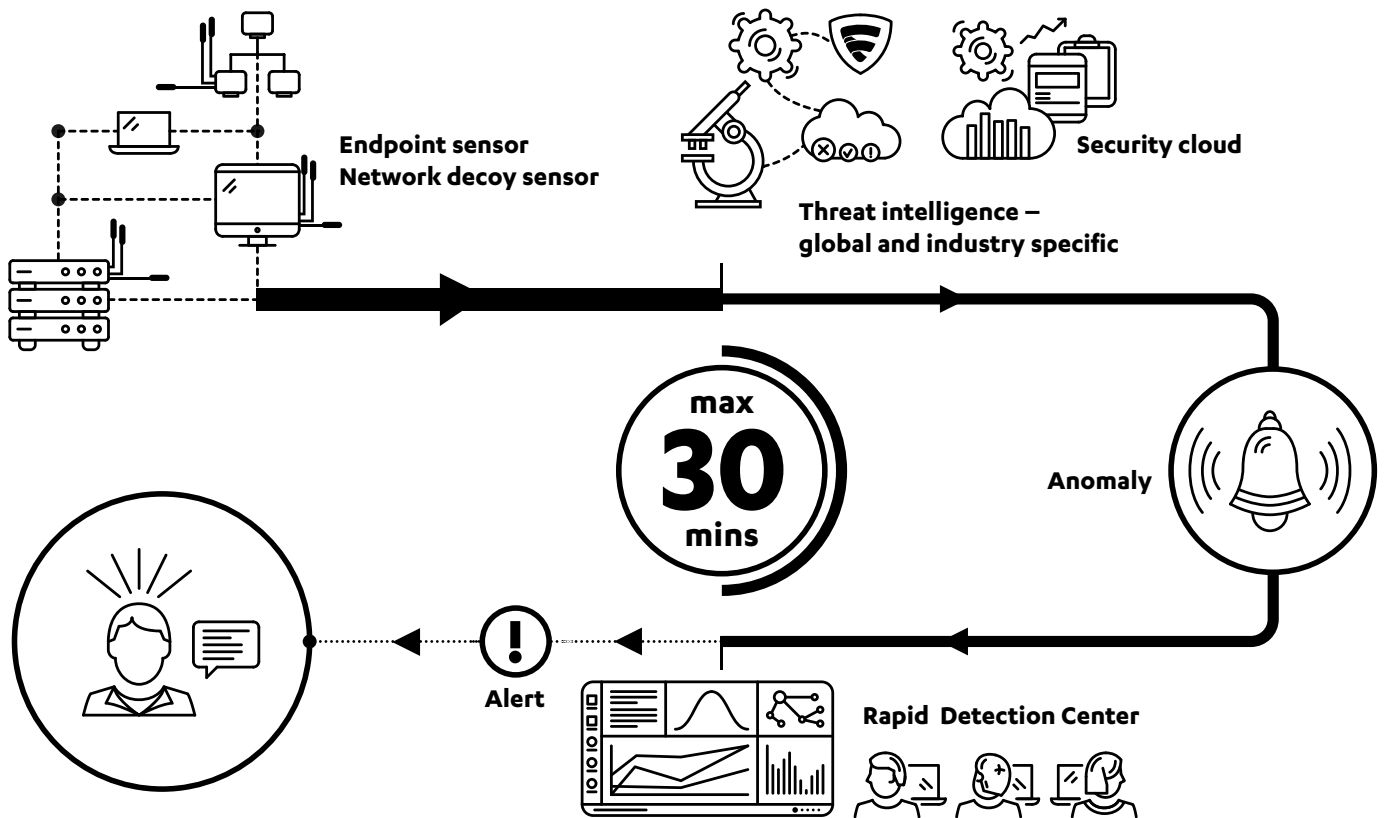 Endpoint sensor
Network decoy sensor
Security cloud
Threat intelligence –
global and industry specific
max
30
mins
Anomaly
Alert
Rapid Detection Center